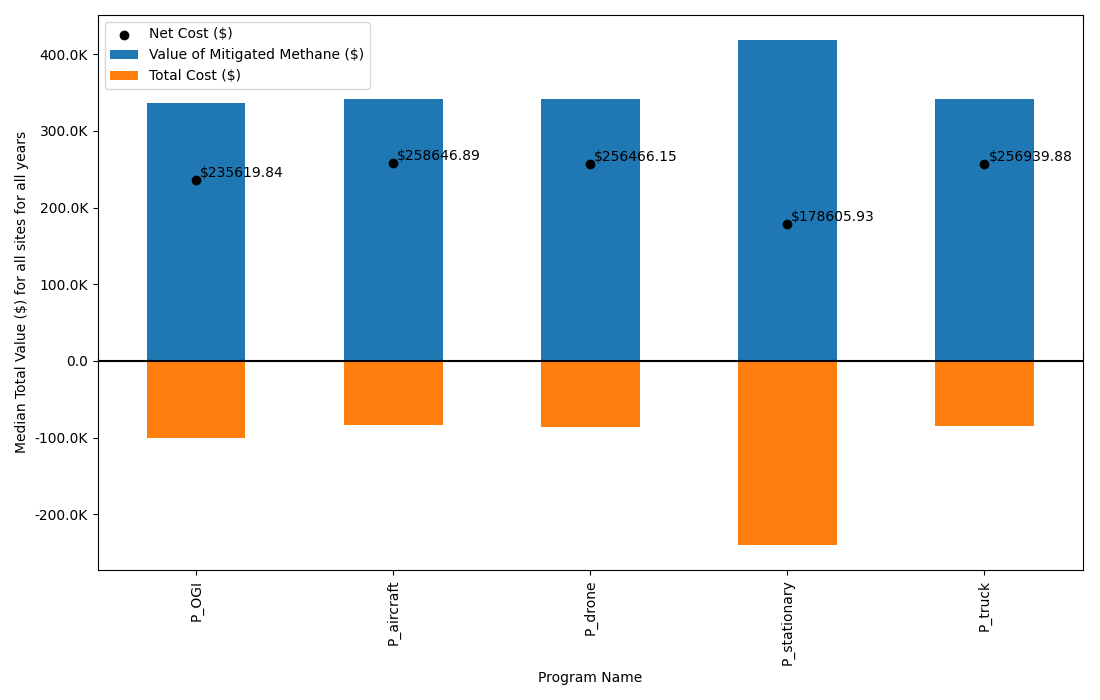 Net Cost ($)
Value of Mitigated Methane ($)
Total Cost ($)
Median Total Value ($) for all sites for all years
400.0K
300.0K
200.0K
100.0K
0.0
-100.0K
-200.0K
$235619.84
$258646.89
$256466.15
$178605.93
$256939.88
P_OGI
P_aircraft
P_drone
P_stationary
P_truck
Program Name